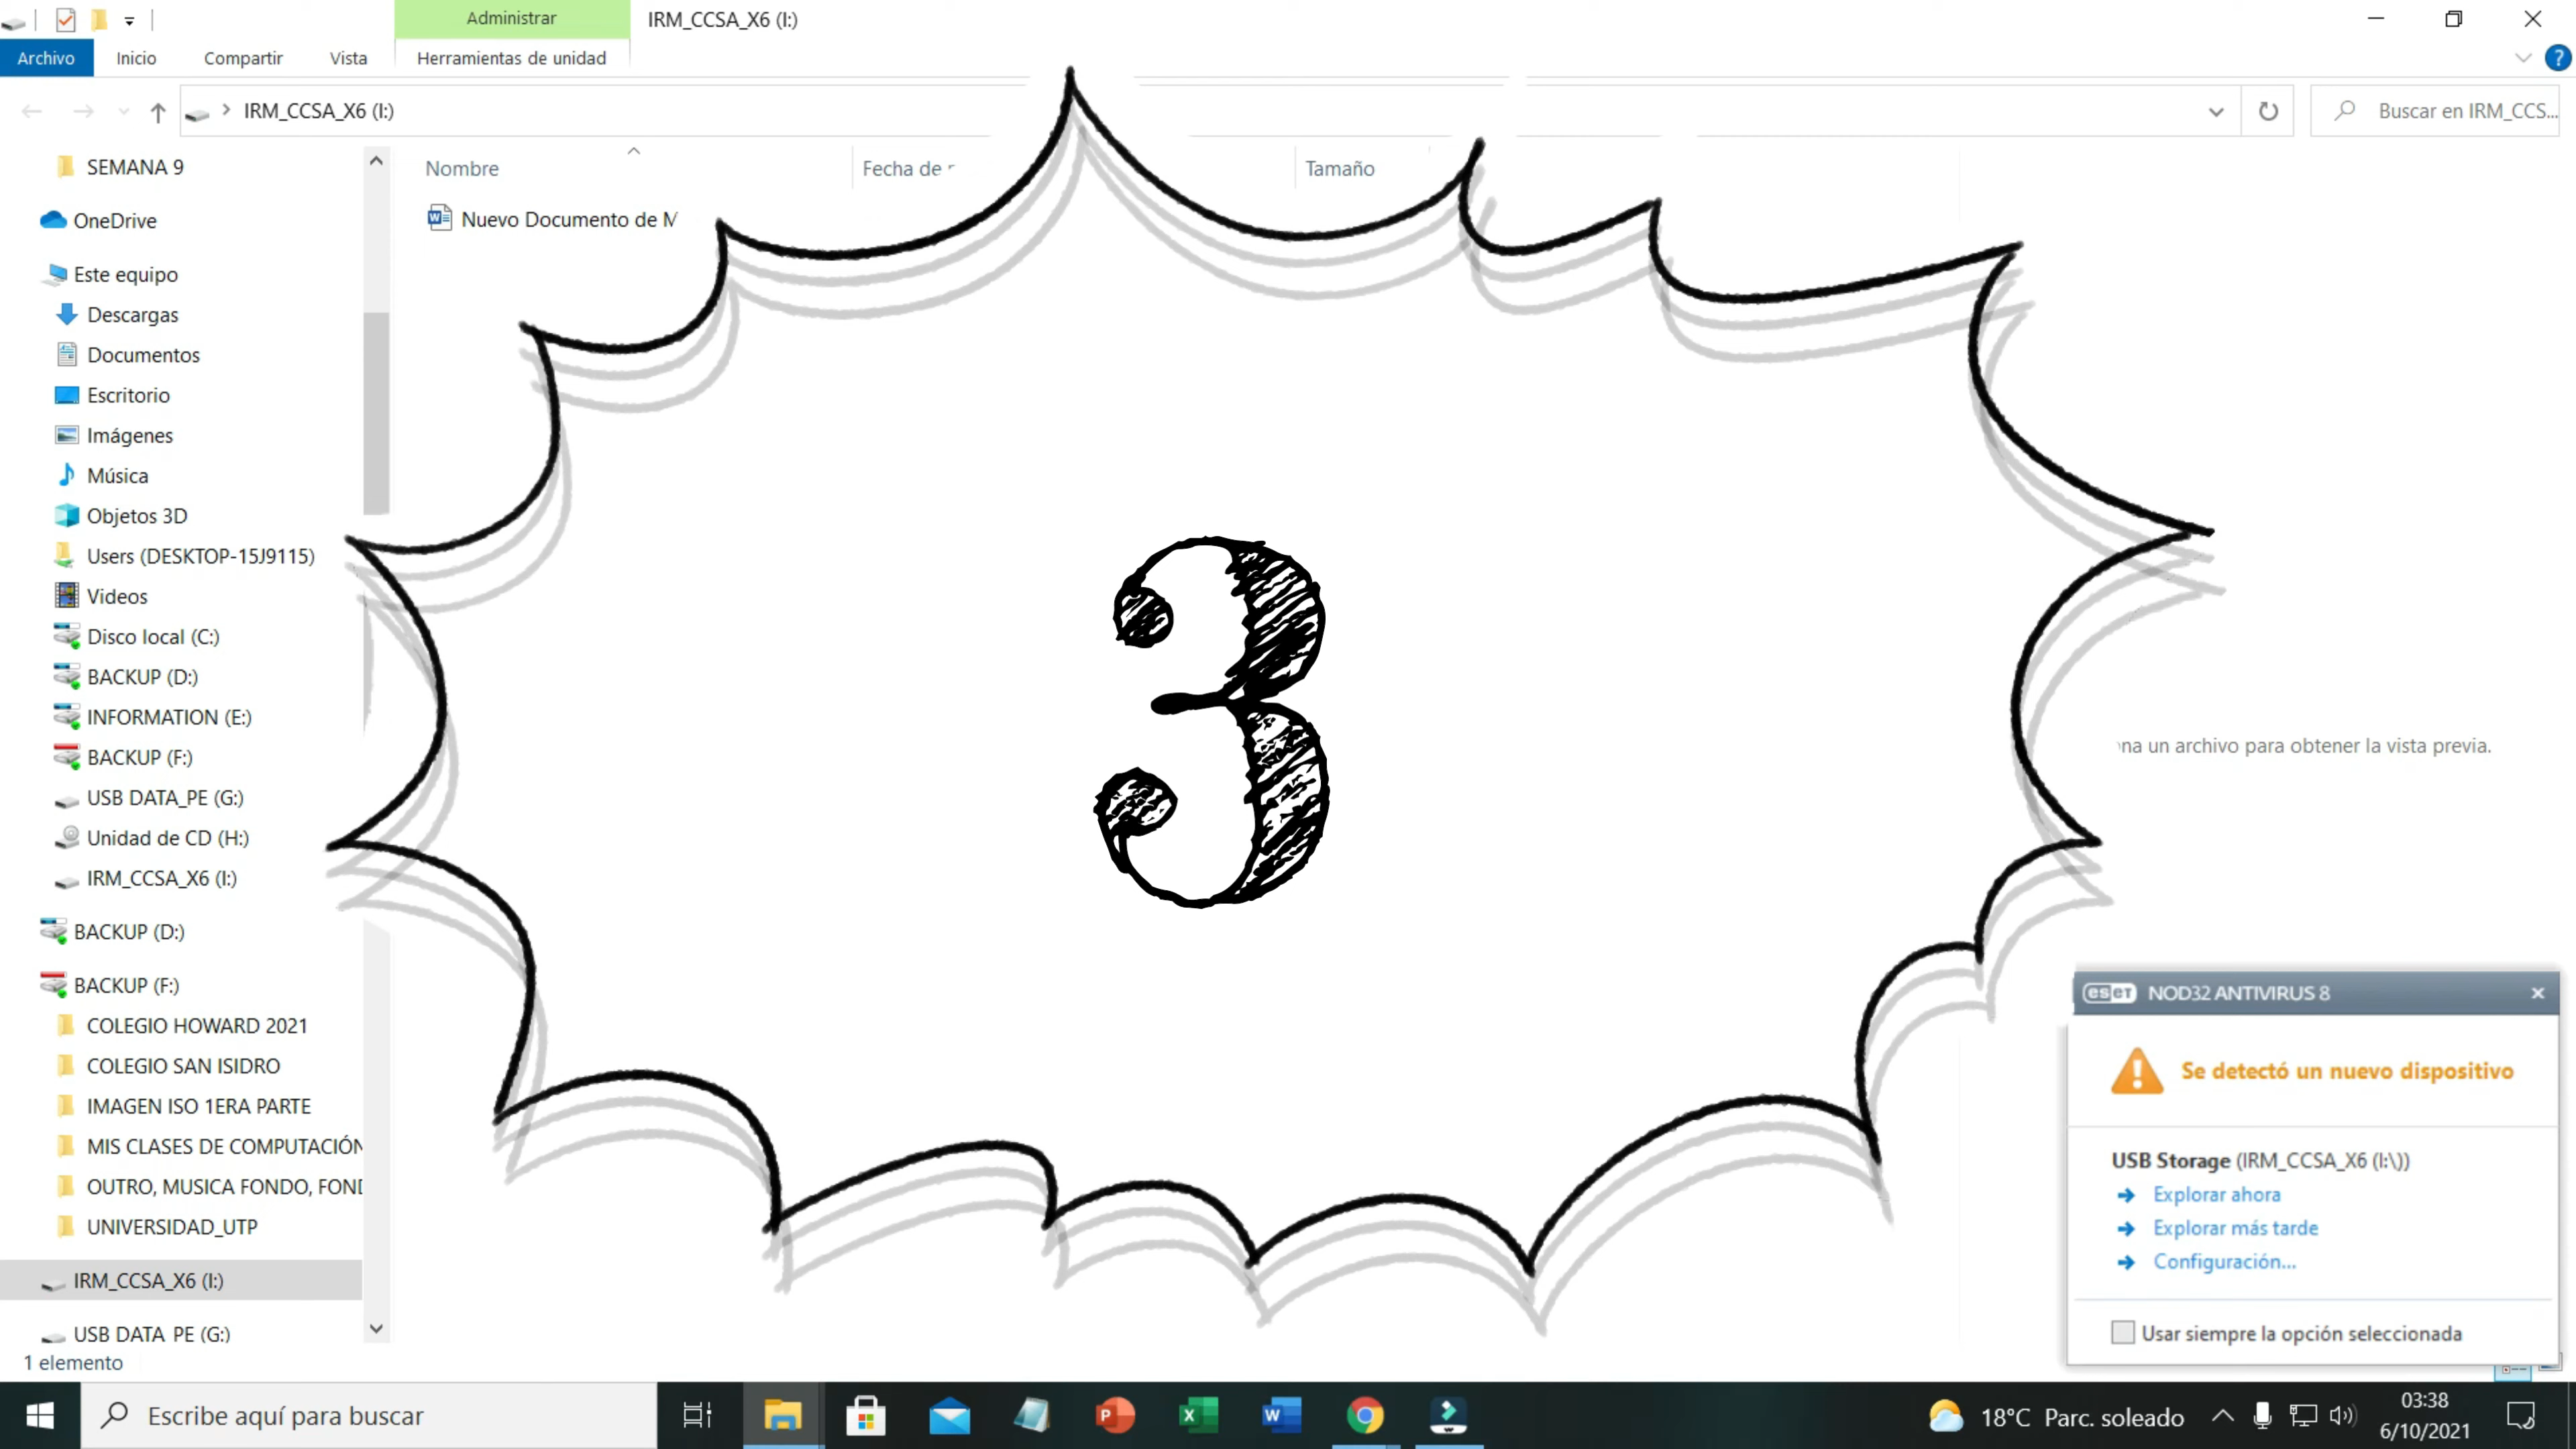 Administrar
IRM_CCSA_X6 (I:)
Archivo
Inicio
Compartir
Vista
Herramientas de unidad
?
IRM_CCSA_X6 (I:)
Buscar en IRM_CCS...
Nombre
Fecha de
Tamaño
Nuevo Documento de M
SEMANA 9
OneDrive
Este equipo
Descargas
Documentos
Escritorio
Imágenes
Música
Objetos 3D
Users (DESKTOP-15J9115)
Videos
Disco local (C:)
BACKUP (D:)
INFORMATION (E:)
BACKUP (F:)
USB DATA_PE (G:)
Unidad de CD (H:)
IRM_CCSA_X6 (I:)
BACKUP (D:)
BACKUP (F:)
COLEGIO HOWARD 2021
COLEGIO SAN ISIDRO
IMAGEN ISO 1ERA PARTE
MIS CLASES DE COMPUTACIÓN
OUTRO, MUSICA FONDO, FOND
UNIVERSIDAD_UTP
IRM_CCSA_X6 (I:)
USB DATA_PE (G:)
1 elemento
3
na un archivo para obtener la vista previa.
eset NOD32 ANTIVIRUS 8
Se detectó un nuevo dispositivo
USB Storage (IRM_CCSA_X6 (I:\))
Explorar ahora
Explorar más tarde
Configuración...
Usar siempre la opción seleccionada
Escribe aquí para buscar
18°C Parc. soleado
03:38
6/10/2021